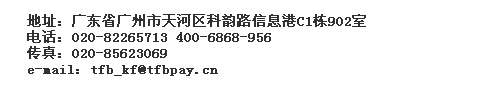 地址：广东省广州市天河区科韵路信息港C1栋902室
电话：020-82265713 400-6868-956
传真：020-85623069
e-mail：tfb_kf@tfbpay.cn